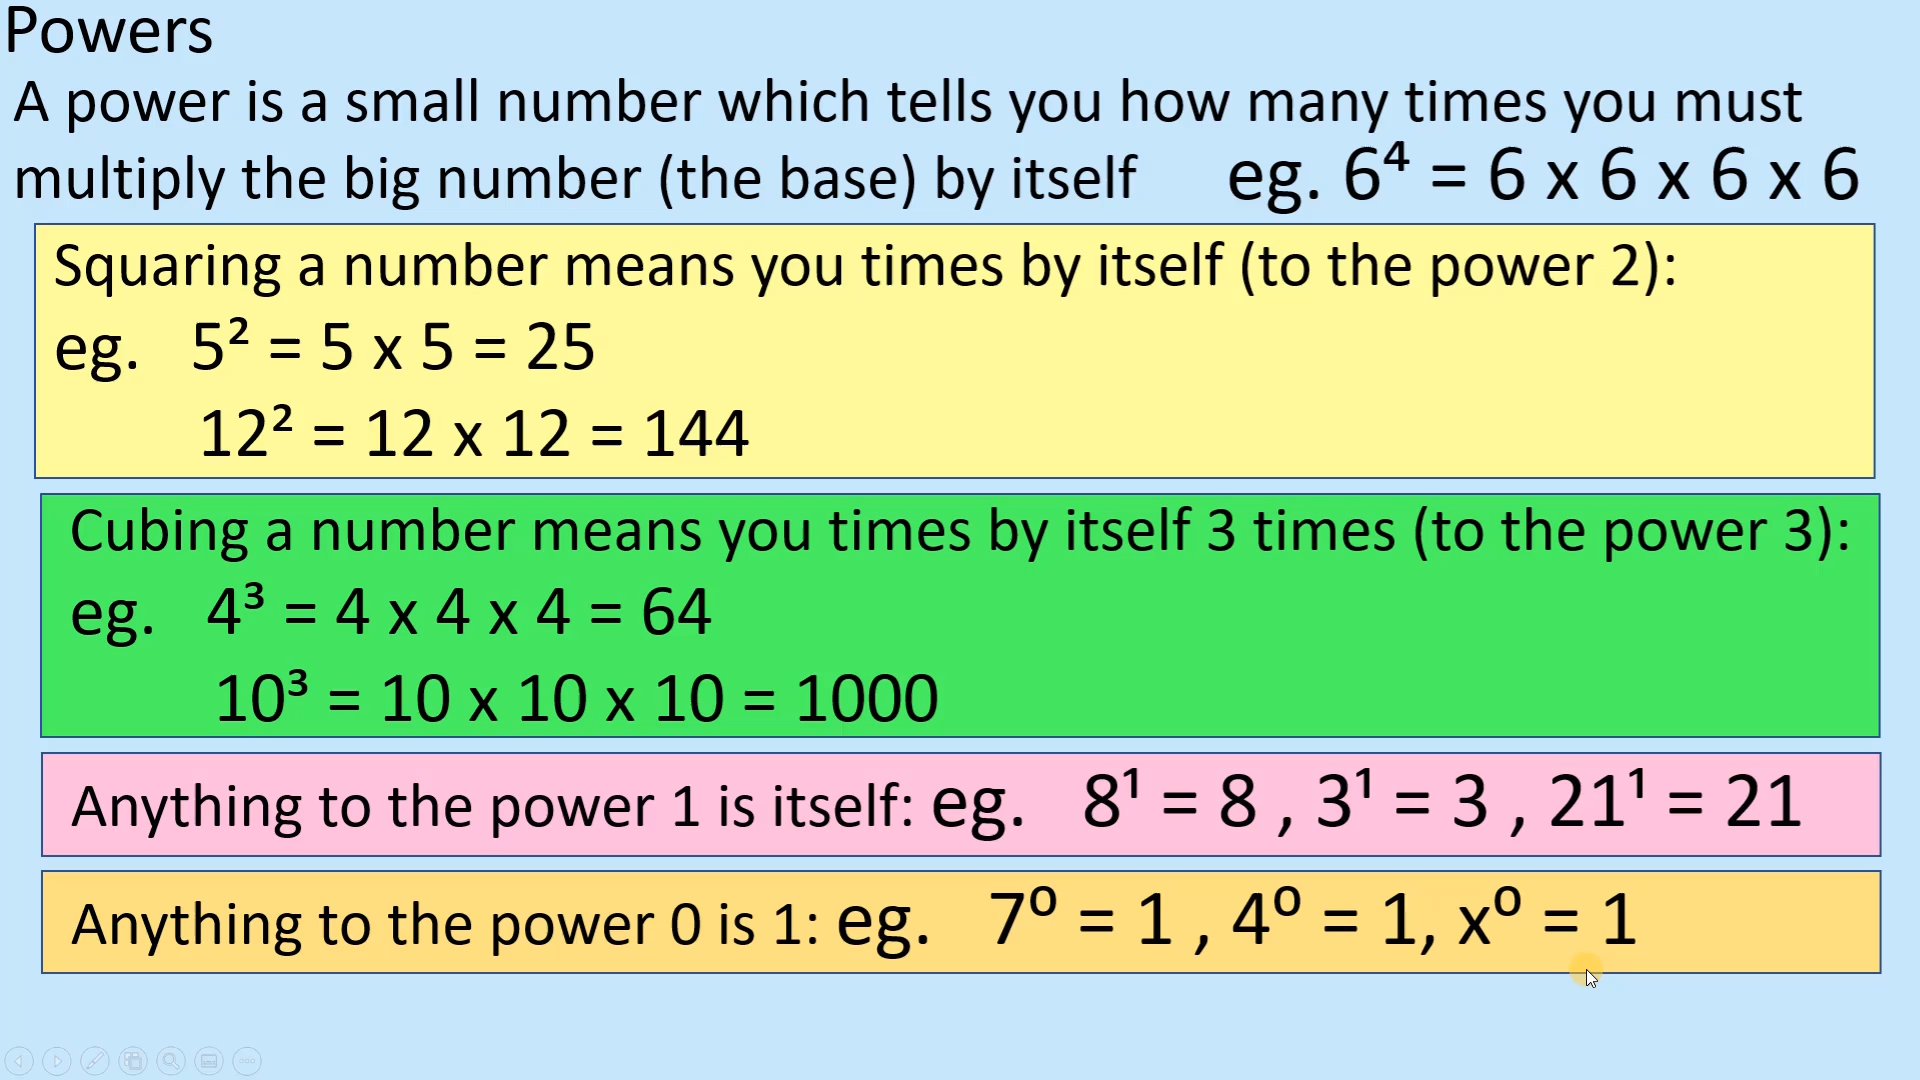 Powers
A power is a small number which tells you how many times you must
multiply the big number (the base) by itself eg. 6⁴ = 6 x 6 x 6 x 6
Squaring a number means you times by itself (to the power 2):
eg. 5² = 5 x 5 = 25
12² = 12 x 12 = 144
Cubing a number means you times by itself 3 times (to the power 3):
eg. 4³ = 4 x 4 x 4 = 64
10³ = 10 x 10 x 10 = 1000
Anything to the power 1 is itself: eg. 8¹ = 8 , 3¹ = 3 , 21¹ = 21
Anything to the power 0 is 1: eg. 7⁰ = 1 , 4⁰ = 1, x⁰ = 1